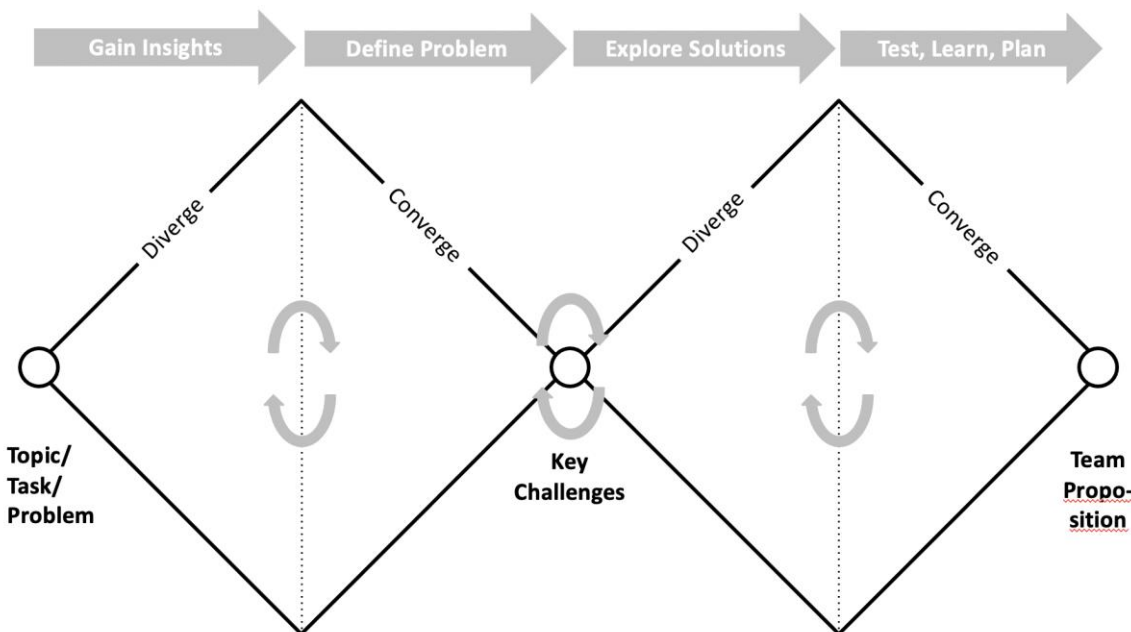 Gain Insights
Define Problem
Explore Solutions
Test, Learn, Plan
Diverge
Converge
Diverge
Converge
Topic/
Task/
Problem
Key
Challenges
Team
Propo-
sition